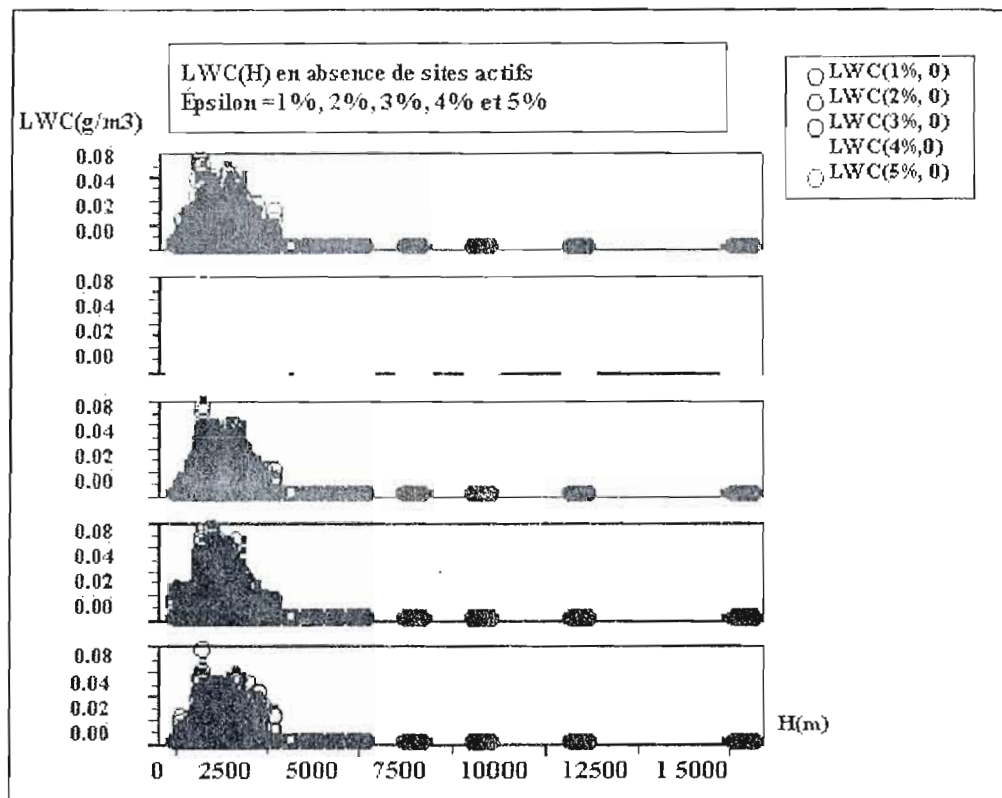 LWC(H) en absence de sites actifs
Épsilon =1%, 2%, 3%, 4% et 5%
LWC(1%, 0)
LWC(2%, 0)
LWC(3%, 0)
LWC(4%,0)
LWC(5%, 0)
LWC(g/m3)
0.08
0.04
0.02
0.00
0.08
0.04
0.02
0.00
0.08
0.04
0.02
0.00
0.08
0.04
0.02
0.00
0.08
0.04
0.02
0.00
H(m)
0 2500 5000 7500 10000 12500 1 5000